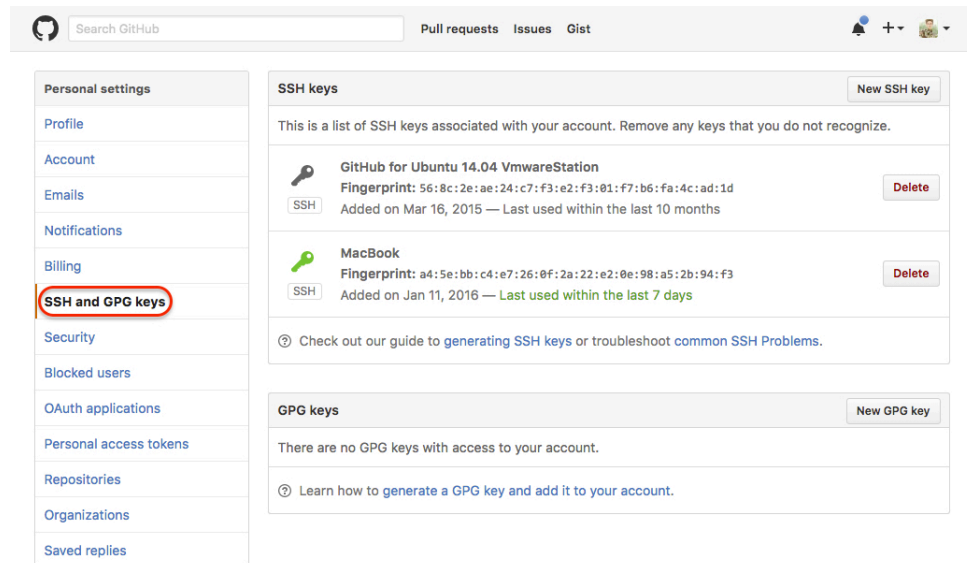 Search GitHub
Pull requests Issues Gist
Personal settings
Profile
Account
Emails
Notifications
Billing
SSH and GPG keys
Security
Blocked users
OAuth applications
Personal access tokens
Repositories
Organizations
Saved replies
SSH keys
New SSH key
This is a list of SSH keys associated with your account. Remove any keys that you do not recognize.
SSH
GitHub for Ubuntu 14.04 VmwareStation
Fingerprint: 56:8c:2e:ae:24:c7:f3:e2:f3:01:f7:b6:fa:4c:ad:1d
Added on Mar 16, 2015 — Last used within the last 10 months
Delete
SSH
MacBook
Fingerprint: a4:5e:bb:c4:e7:26:0f:2a:22:e2:0e:98:a5:2b:94:f3
Added on Jan 11, 2016 — Last used within the last 7 days
Delete
Check out our guide to generating SSH keys or troubleshoot common SSH Problems.
GPG keys
New GPG key
There are no GPG keys with access to your account.
Learn how to generate a GPG key and add it to your account.